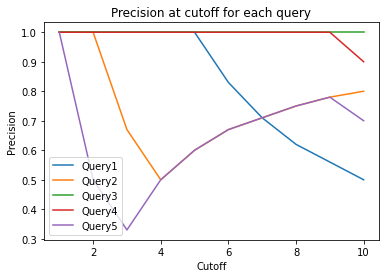 Precision at cutoff for each query
1.0
0.9
0.8
0.7
0.6
0.5
0.4
0.3
Precision
Query1
Query2
Query3
Query4
Query5
2 4 6 8 10
Cutoff